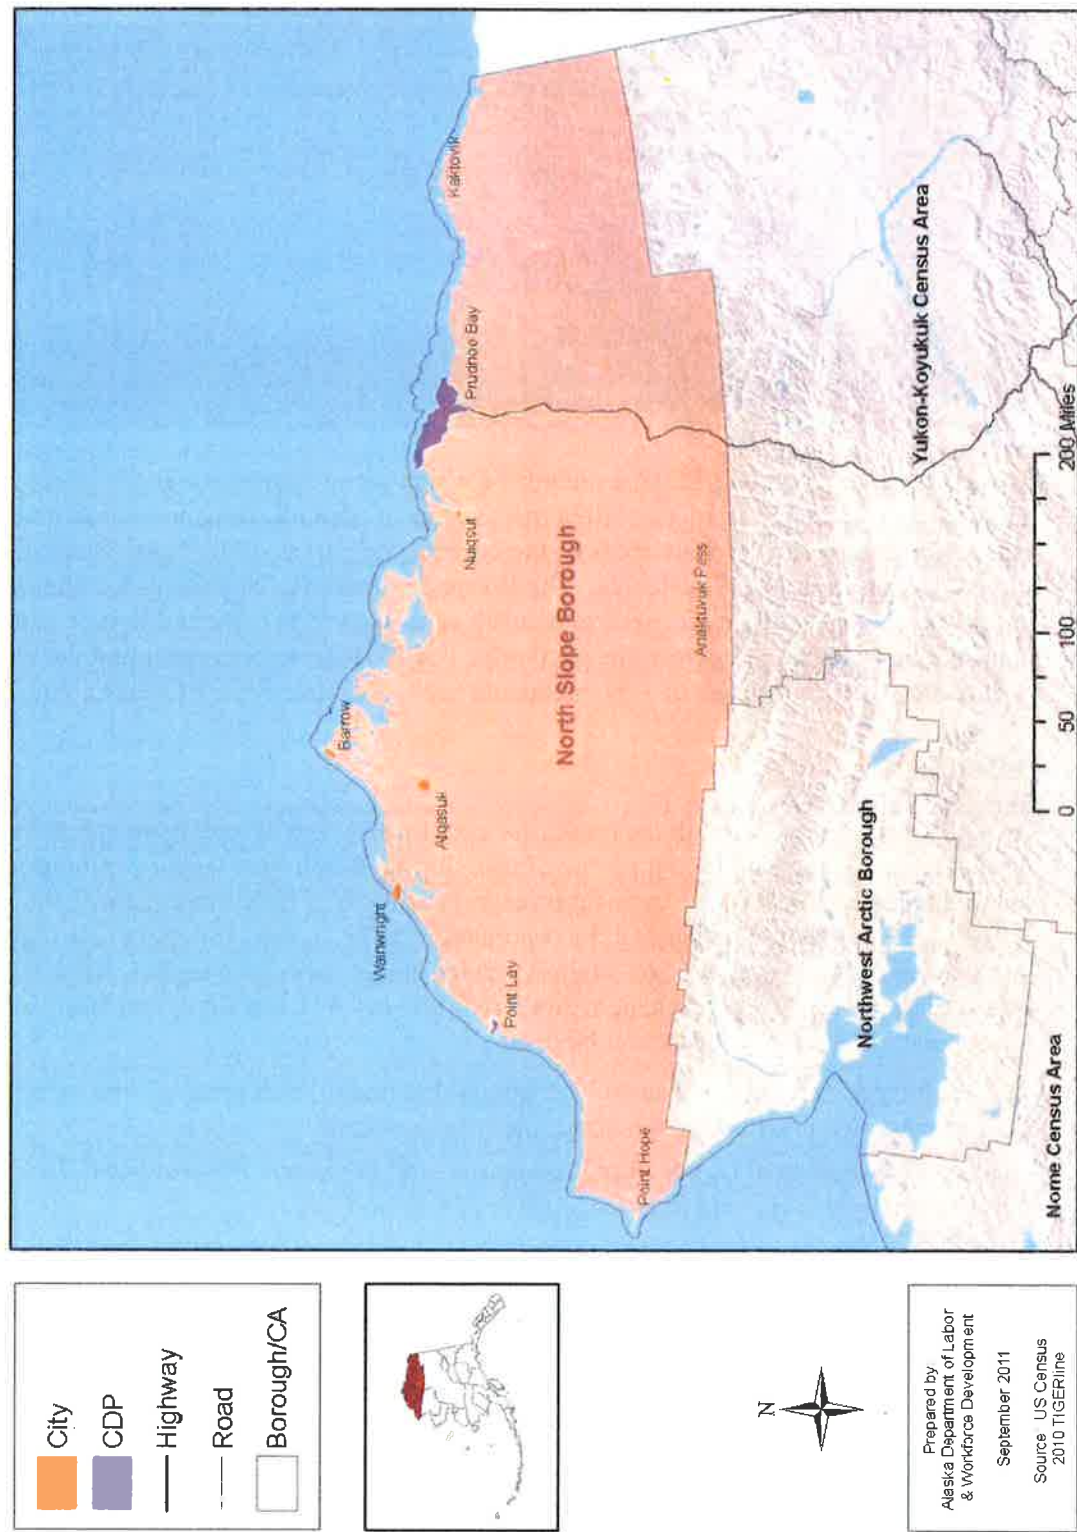 City
CDP
Highway
Road
Borough/CA
N
Prepared by
Alaska Department of Labor
& Workforce Development
September 2011
Source US Census
2010 TIGERline
Barrow
Wainwright
Atqasuk
Point Lay
Point Hope
Nuiqsut
Prudhoe Bay
Kaktovik
North Slope Borough
Anaktuvuk Pass
Northwest Arctic Borough
Yukon-Koyukuk Census Area
Nome Census Area
0 50 100 200 Miles